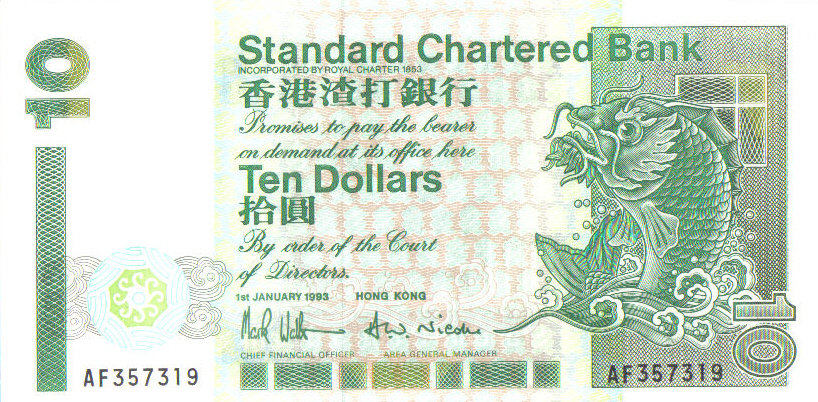 10
Standard Chartered Bank
INCORPORATED BY ROYAL CHARTER 1853
香港渣打銀行
Promises to pay the bearer
on demand at its office here
Ten Dollars
拾圓
By order of the Court
of Directors.
1ST JANUARY 1993 HONG KONG
CHIEF FINANCIAL OFFICER AREA GENERAL MANAGER
AF357319 AF357319
10